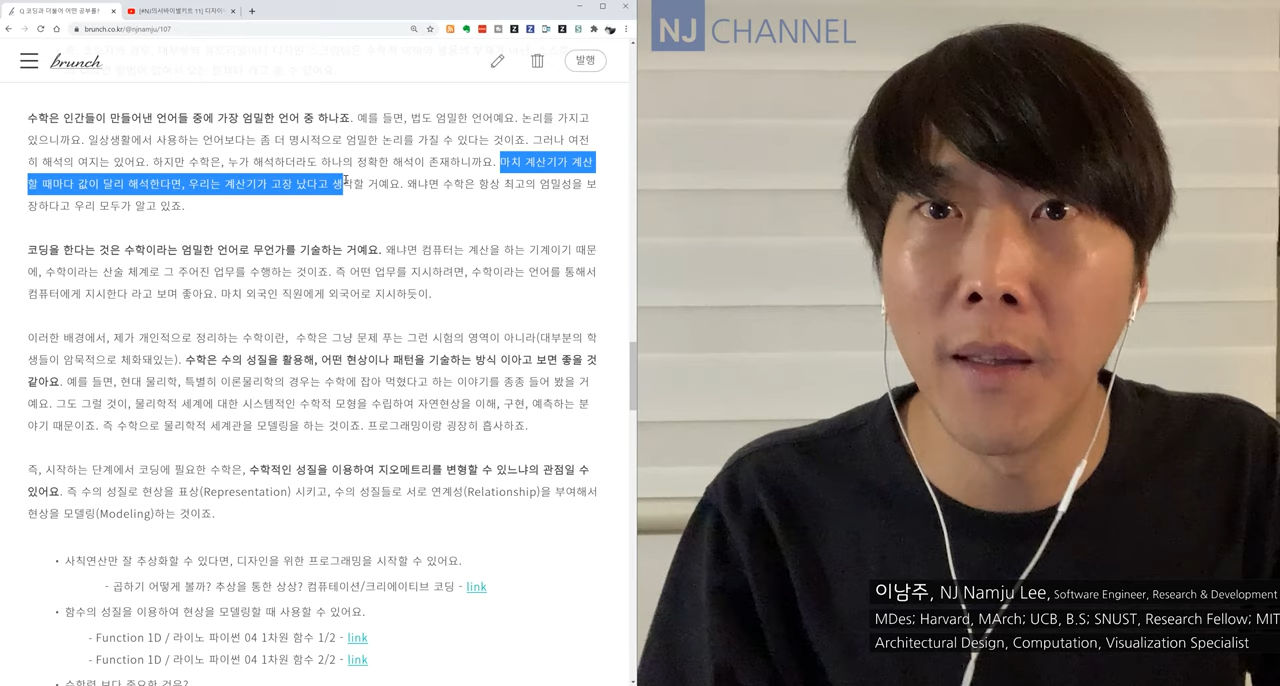 Q 코딩과 더불어 어떤 공부를?
[#NJ의서바이벌키트 11] 디자이
brunch.co.kr/@njnamju/107
brunch
발행
수학은 인간들이 만들어낸 언어들 중에 가장 엄밀한 언어 중 하나죠. 예를 들면, 법도 엄밀한 언어예요. 논리를 가지고
있으니까요. 일상생활에서 사용하는 언어보다는 좀 더 명시적으로 엄밀한 논리를 가질 수 있다는 것이죠. 그러나 여전
히 해석의 여지는 있어요. 하지만 수학은, 누가 해석하더라도 하나의 정확한 해석이 존재하니까요. 마치 계산기가 계산
할 때마다 값이 달리 해석한다면, 우리는 계산기가 고장 났다고 생각할 거예요. 왜냐면 수학은 항상 최고의 엄밀성을 보
장하다고 우리 모두가 알고 있죠.
코딩을 한다는 것은 수학이라는 엄밀한 언어로 무언가를 기술하는 거예요. 왜냐면 컴퓨터는 계산을 하는 기계이기 때문
에, 수학이라는 산술 체계로 그 주어진 업무를 수행하는 것이죠. 즉 어떤 업무를 지시하려면, 수학이라는 언어를 통해서
컴퓨터에게 지시한다 라고 보며 좋아요. 마치 외국인 직원에게 외국어로 지시하듯이.
이러한 배경에서, 제가 개인적으로 정리하는 수학이란, 수학은 그냥 문제 푸는 그런 시험의 영역이 아니라(대부분의 학
생들이 암묵적으로 체화돼있는). 수학은 수의 성질을 활용해, 어떤 현상이나 패턴을 기술하는 방식 이아고 보면 좋을 것
같아요. 예를 들면, 현대 물리학, 특별히 이론물리학의 경우는 수학에 잡아 먹혔다고 하는 이야기를 종종 들어 봤을 거
예요. 그도 그럴 것이, 물리학적 세계에 대한 시스템적인 수학적 모형을 수립하여 자연현상을 이해, 구현, 예측하는 분
야기 때문이죠. 즉 수학으로 물리학적 세계관을 모델링을 하는 것이죠. 프로그래밍이랑 굉장히 흡사하죠.
즉, 시작하는 단계에서 코딩에 필요한 수학은, 수학적인 성질을 이용하여 지오메트리를 변형할 수 있느냐의 관점일 수
있어요. 즉 수의 성질로 현상을 표상(Representation) 시키고, 수의 성질들로 서로 연계성(Relationship)을 부여해서
현상을 모델링(Modeling)하는 것이죠.
• 사칙연산만 잘 추상화할 수 있다면, 디자인을 위한 프로그래밍을 시작할 수 있어요.
- 곱하기 어떻게 볼까? 추상을 통한 상상? 컴퓨테이션/크리에이티브 코딩 - link
• 함수의 성질을 이용하여 현상을 모델링할 때 사용할 수 있어요.
- Function 1D / 라이노 파이썬 04 1차원 함수 1/2 - link
- Function 1D / 라이노 파이썬 04 1차원 함수 2/2 - link
• 수학력 보다 중요한 것은?
NJ CHANNEL
이남주, NJ Namju Lee, Software Engineer, Research & Development
MDes; Harvard, MArch; UCB, B.S; SNUST, Research Fellow; MIT
Architectural Design, Computation, Visualization Specialist